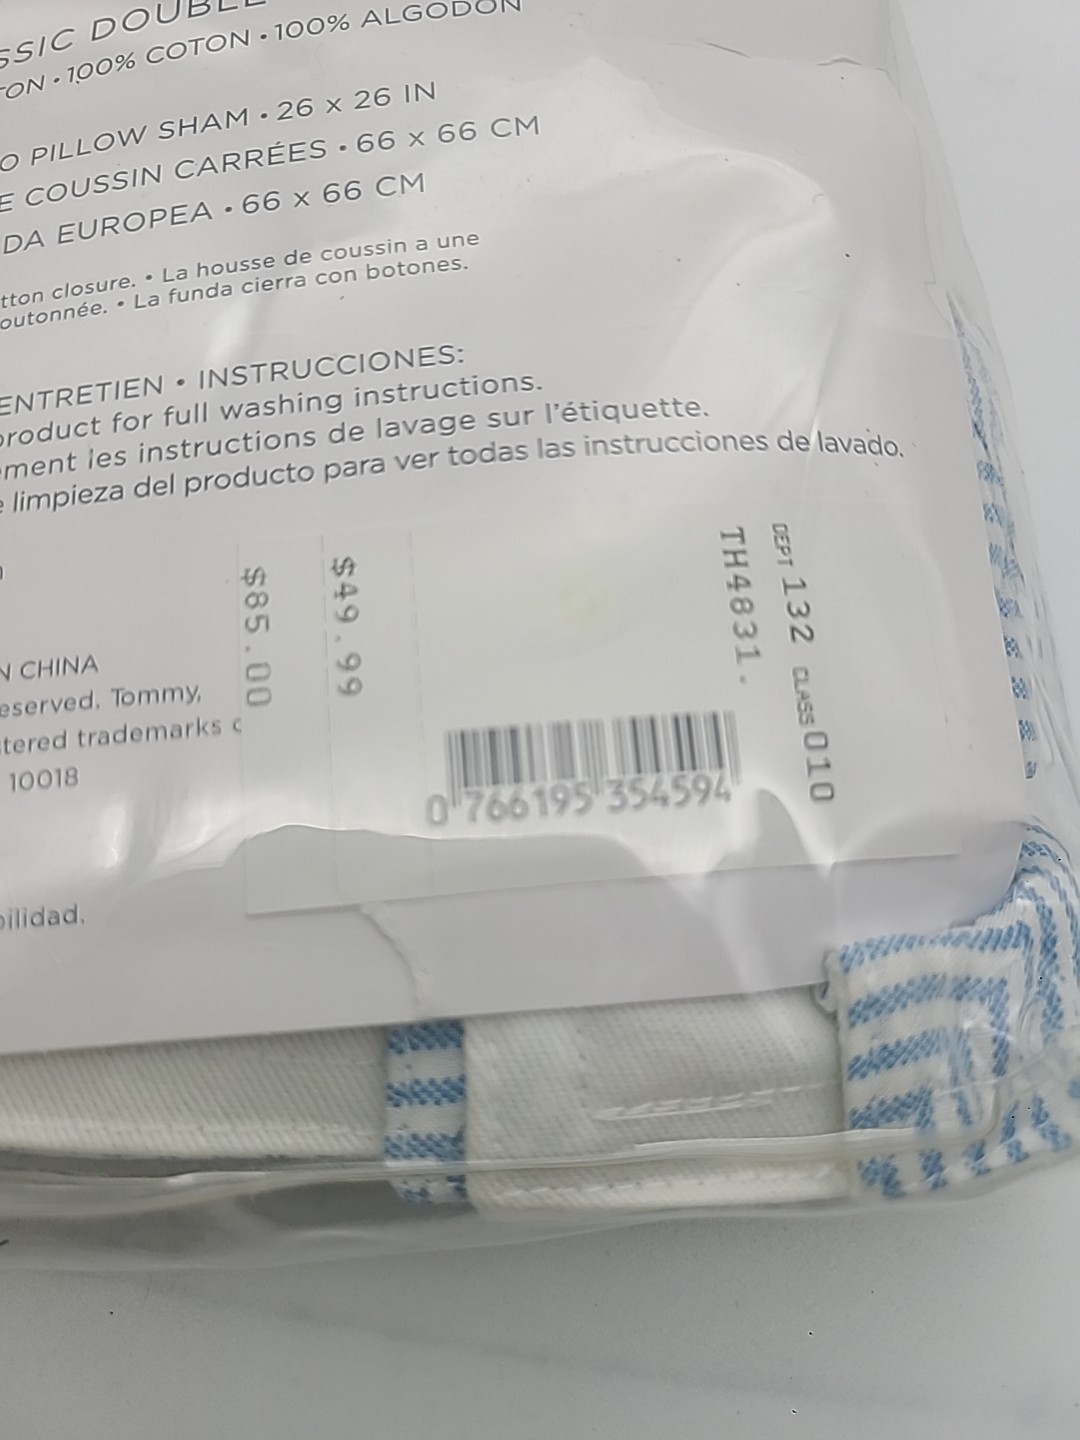 SSIC DOUBLE
TON • 100% COTON • 100% ALGODON
O PILLOW SHAM • 26 x 26 IN
E COUSSIN CARRÉES • 66 x 66 CM
DA EUROPEA • 66 x 66 CM
tton closure. • La housse de coussin a une
outonnée. • La funda cierra con botones.
ENTRETIEN • INSTRUCCIONES:
product for full washing instructions.
ement les instructions de lavage sur l'étiquette.
e limpieza del producto para ver todas las instrucciones de lavado.
N CHINA
eserved. Tommy,
stered trademarks o
10018
bilidad.
DEPT 132 CLASS 010
TH4831.
$49.99
$85.00
0 766195 354594